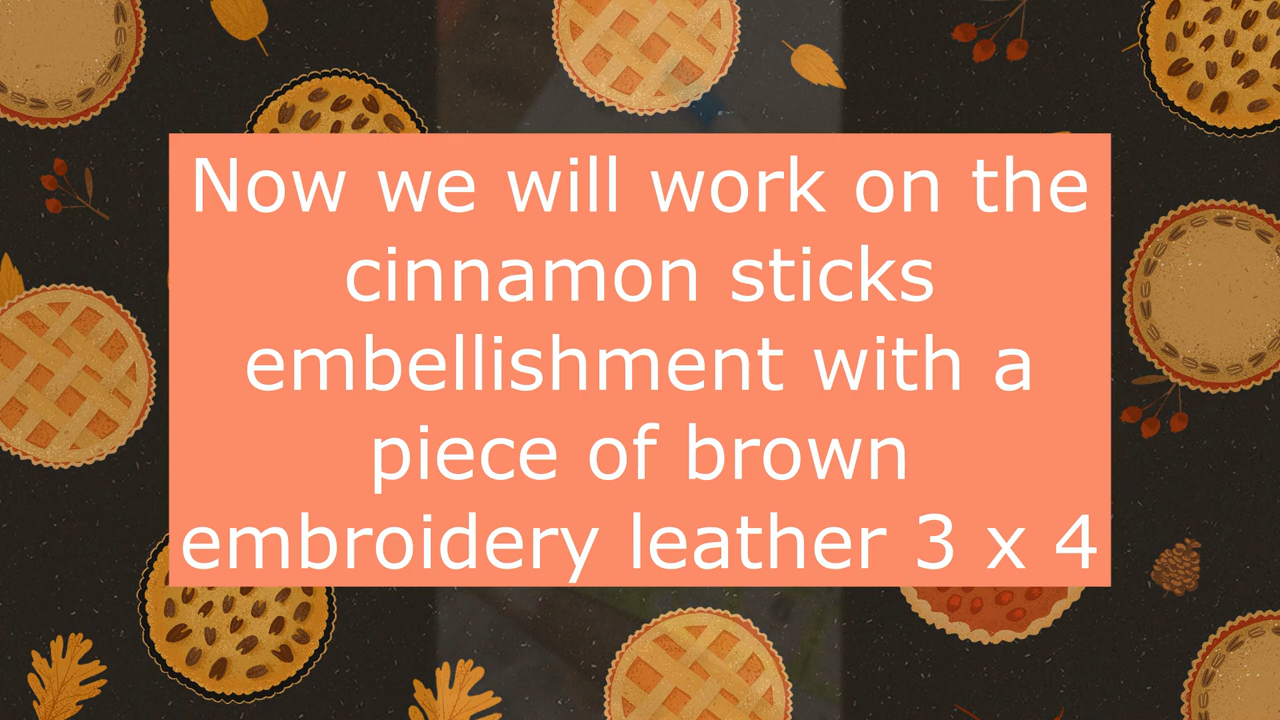 Now we will work on the
cinnamon sticks
embellishment with a
piece of brown
embroidery leather 3 x 4